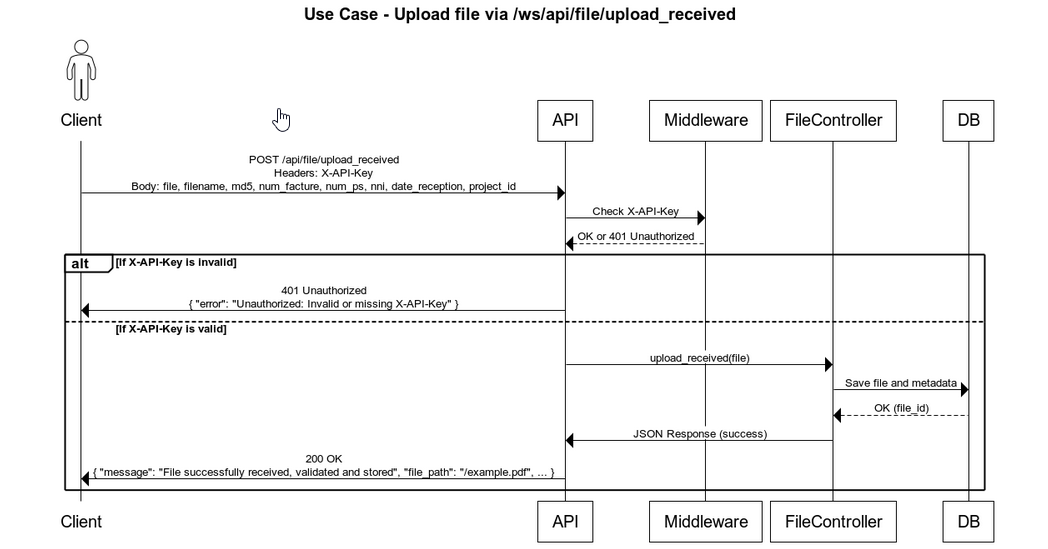 Use Case - Upload file via /ws/api/file/upload_received
Client
API
Middleware
FileController
DB
POST /api/file/upload_received
Headers: X-API-Key
Body: file, filename, md5, num_facture, num_ps, nni, date_reception, project_id
Check X-API-Key
OK or 401 Unauthorized
alt
[If X-API-Key is invalid]
401 Unauthorized
{ "error": "Unauthorized: Invalid or missing X-API-Key" }
[If X-API-Key is valid]
upload_received(file)
Save file and metadata
OK (file_id)
JSON Response (success)
200 OK
{ "message": "File successfully received, validated and stored", "file_path": "/example.pdf", ... }
Client
API
Middleware
FileController
DB